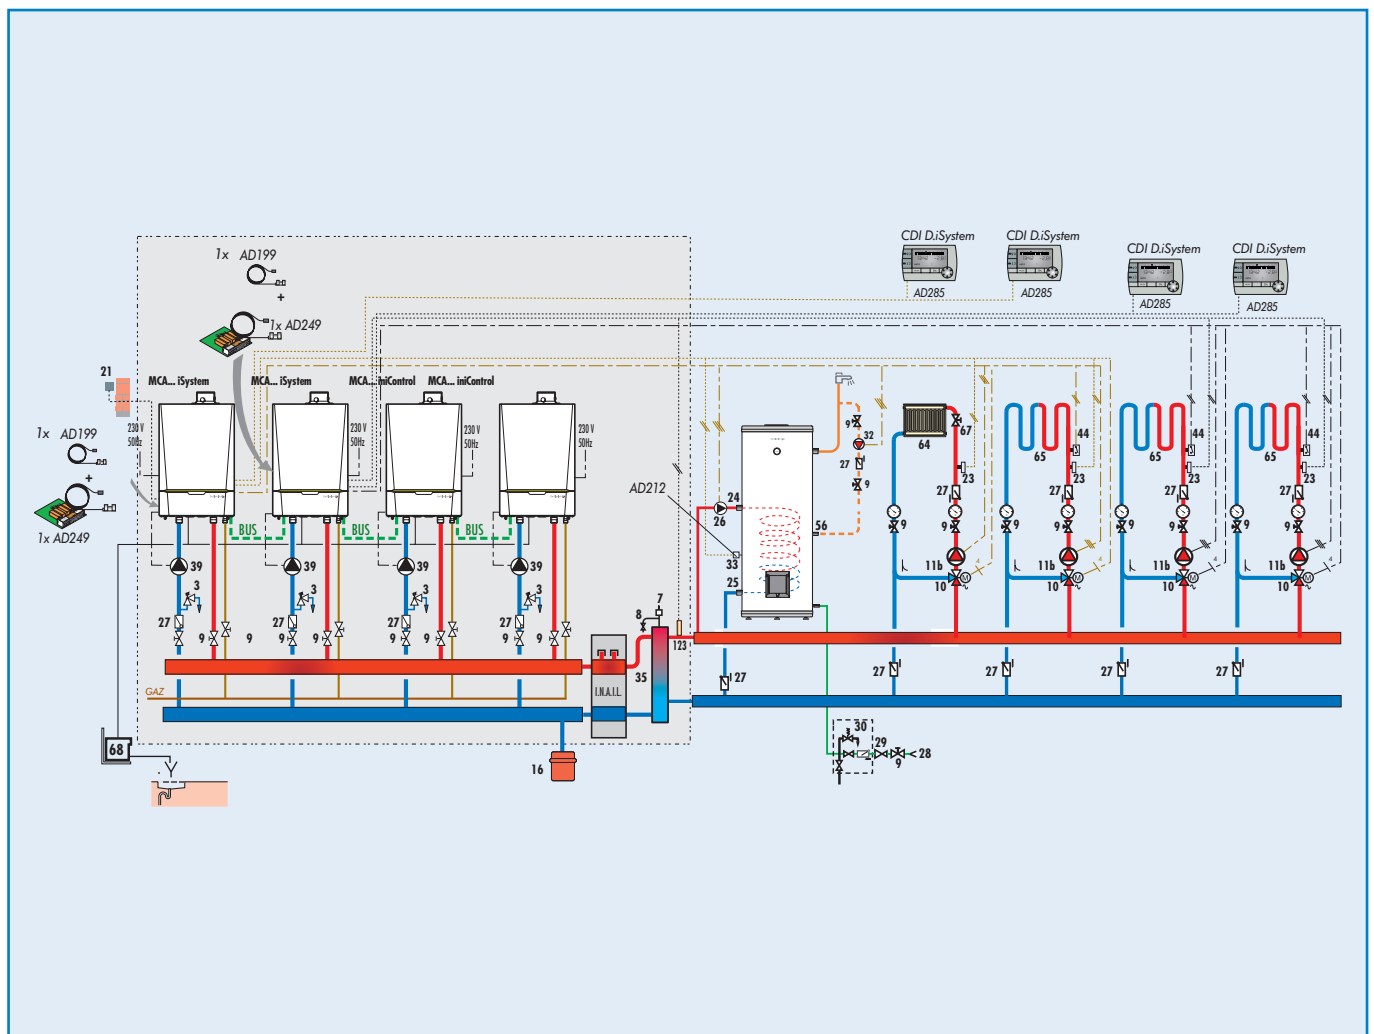 CDI D.iSystem CDI D.iSystem CDI D.iSystem CDI D.iSystem
1x AD199
+
AD285 AD285 AD285 AD285
1x AD249
21 MCA... iSystem MCA... iSystem MCA... iniControl MCA... iniControl
1x AD199
+
1x AD249
230 V 50Hz 230 V 50Hz 230 V 50Hz 230 V 50Hz
9 32 27 9
64 67 65 44 65 44 65 44
23 23 23 23
AD212 24 26 56 33 25
27 27 27 27
9 9 9 9 9 9 9 9
BUS BUS BUS
39 39 39 39
11b 11b 11b 11b
M M M M
10 10 10 10
3 3 3 3
27 27 27 27
9 9 9 9 9 9
7
8
123
35
I.N.A.I.L.
27 27 27 27 27
GAZ
68
16
30 29 28
9